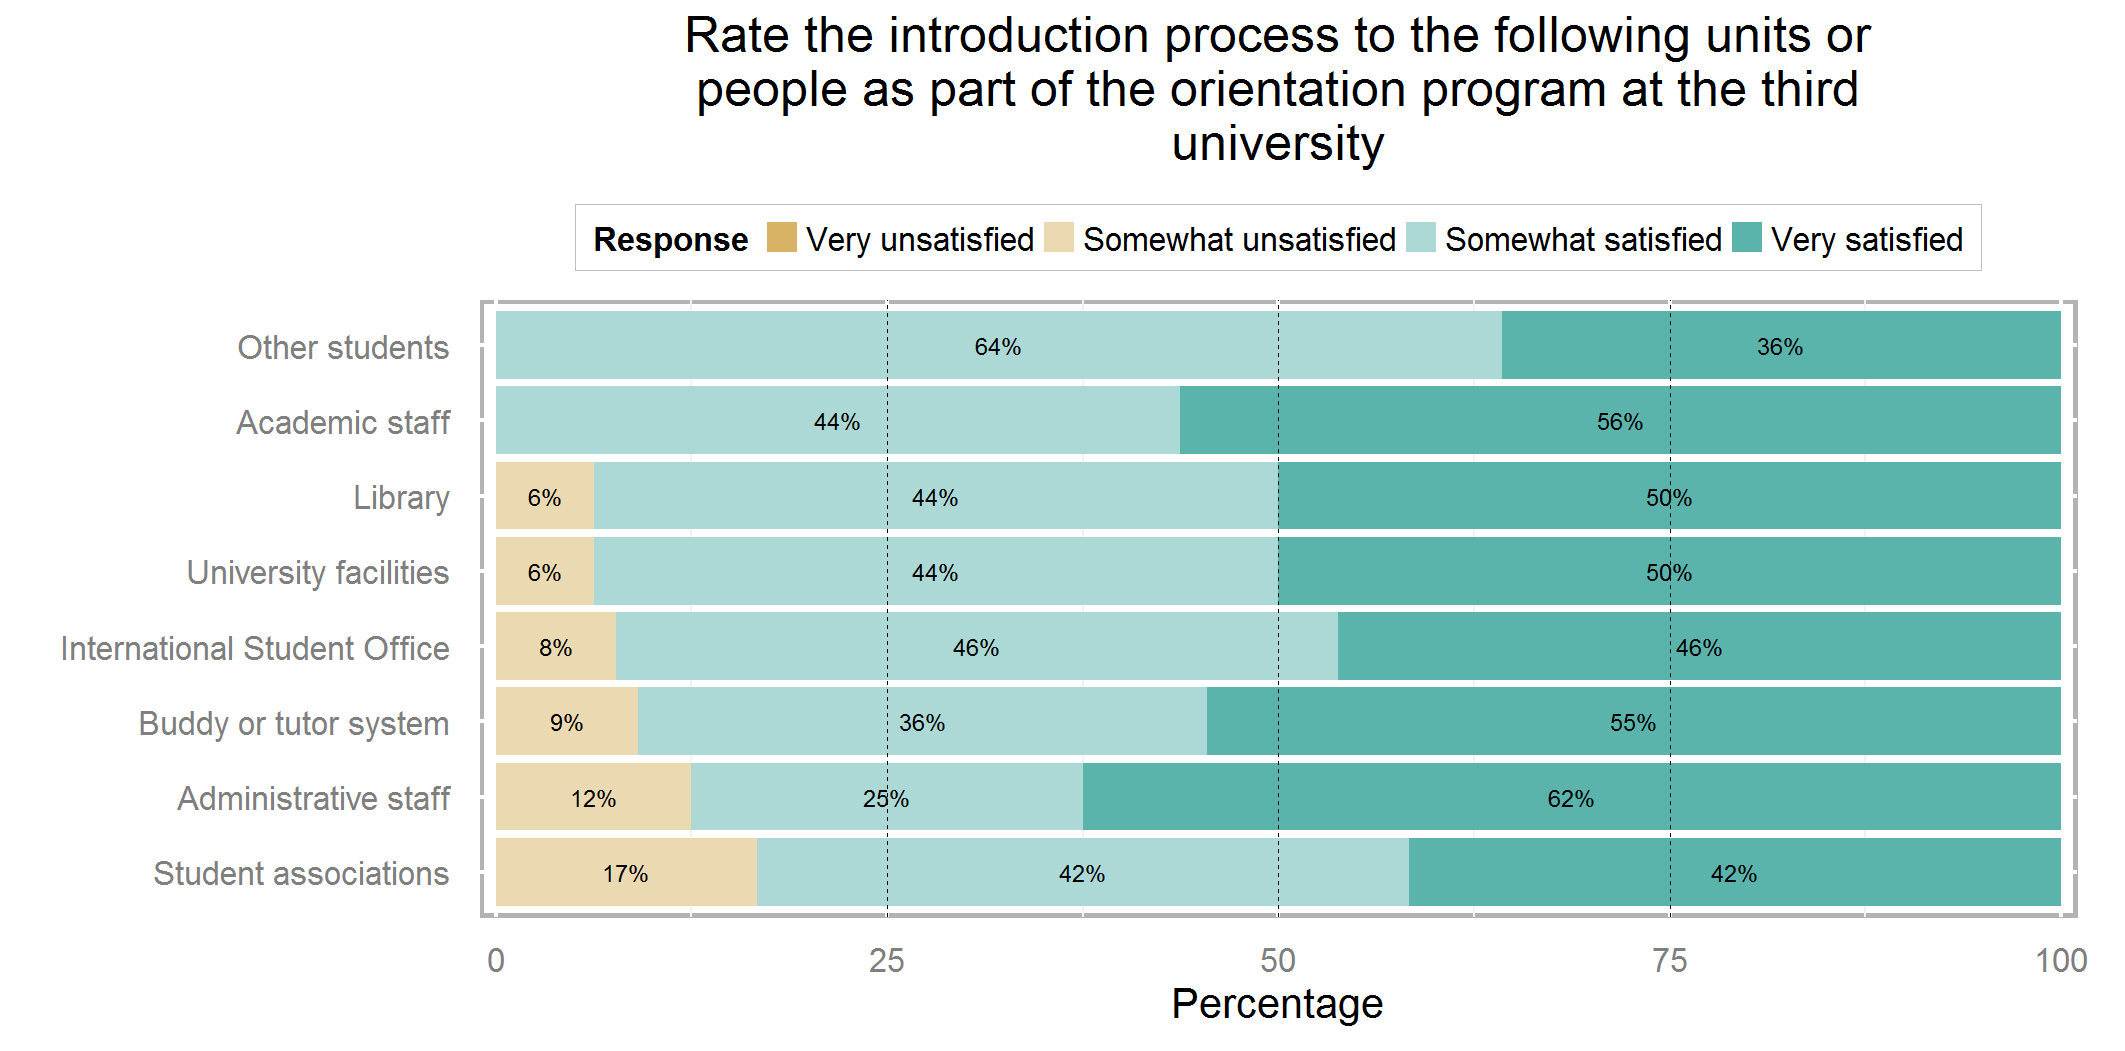 Rate the introduction process to the following units or
people as part of the orientation program at the third
university
Response Very unsatisfied Somewhat unsatisfied Somewhat satisfied Very satisfied
Other students 64% 36%
Academic staff 44% 56%
Library 6% 44% 50%
University facilities 6% 44% 50%
International Student Office 8% 46% 46%
Buddy or tutor system 9% 36% 55%
Administrative staff 12% 25% 62%
Student associations 17% 42% 42%
0 25 50 75 100
Percentage